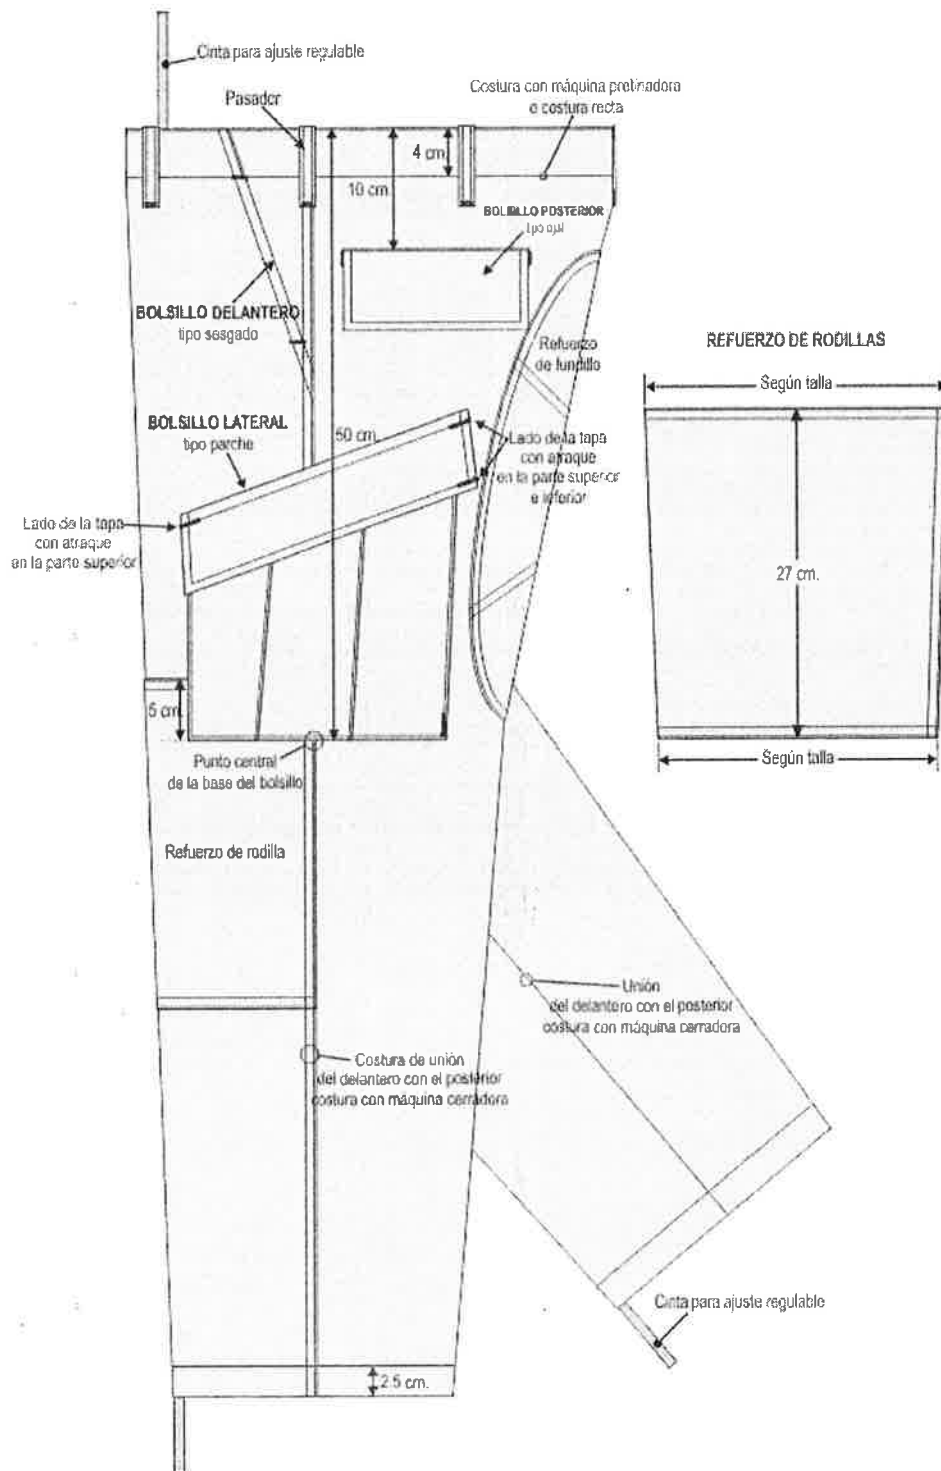 Cinta para ajuste regulable
Costura con máquina pretinadora
o costura recta
Pasador
4 cm.
10 cm.
BOLSILLO POSTERIOR
tipo ojal
BOLSILLO DELANTERO
tipo sesgado
Refuerzo
de fundillo
REFUERZO DE RODILLAS
Según talla
BOLSILLO LATERAL
tipo parche
50 cm.
Lado de la tapa
con atraque
en la parte superior
e inferior
Lado de la tapa
con atraque
en la parte superior
27 cm.
5 cm.
Punto central
de la base del bolsillo
Según talla
Refuerzo de rodilla
Unión
del delantero con el posterior
costura con máquina cerradora
Costura de unión
del delantero con el posterior
costura con máquina cerradora
Cinta para ajuste regulable
2.5 cm.